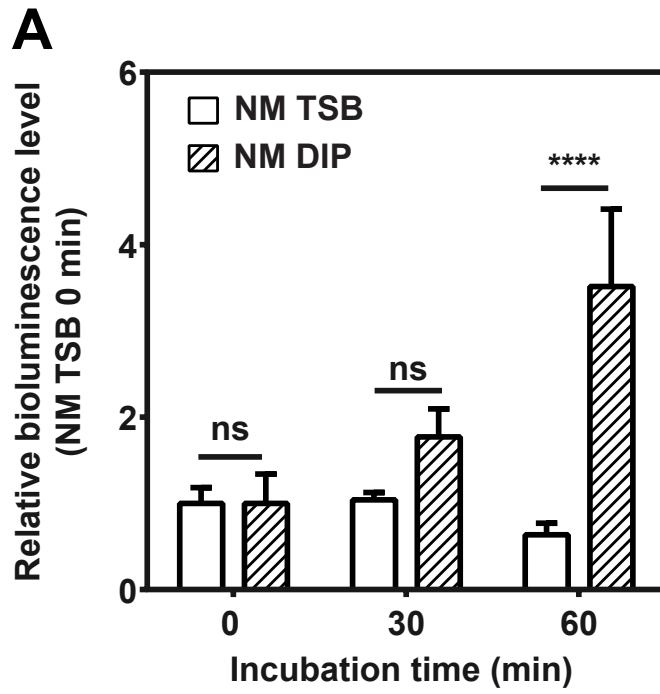 A
Relative bioluminescence level
(NM TSB 0 min)
6
4
2
0
NM TSB
NM DIP
ns
ns
****
0
30
60
Incubation time (min)